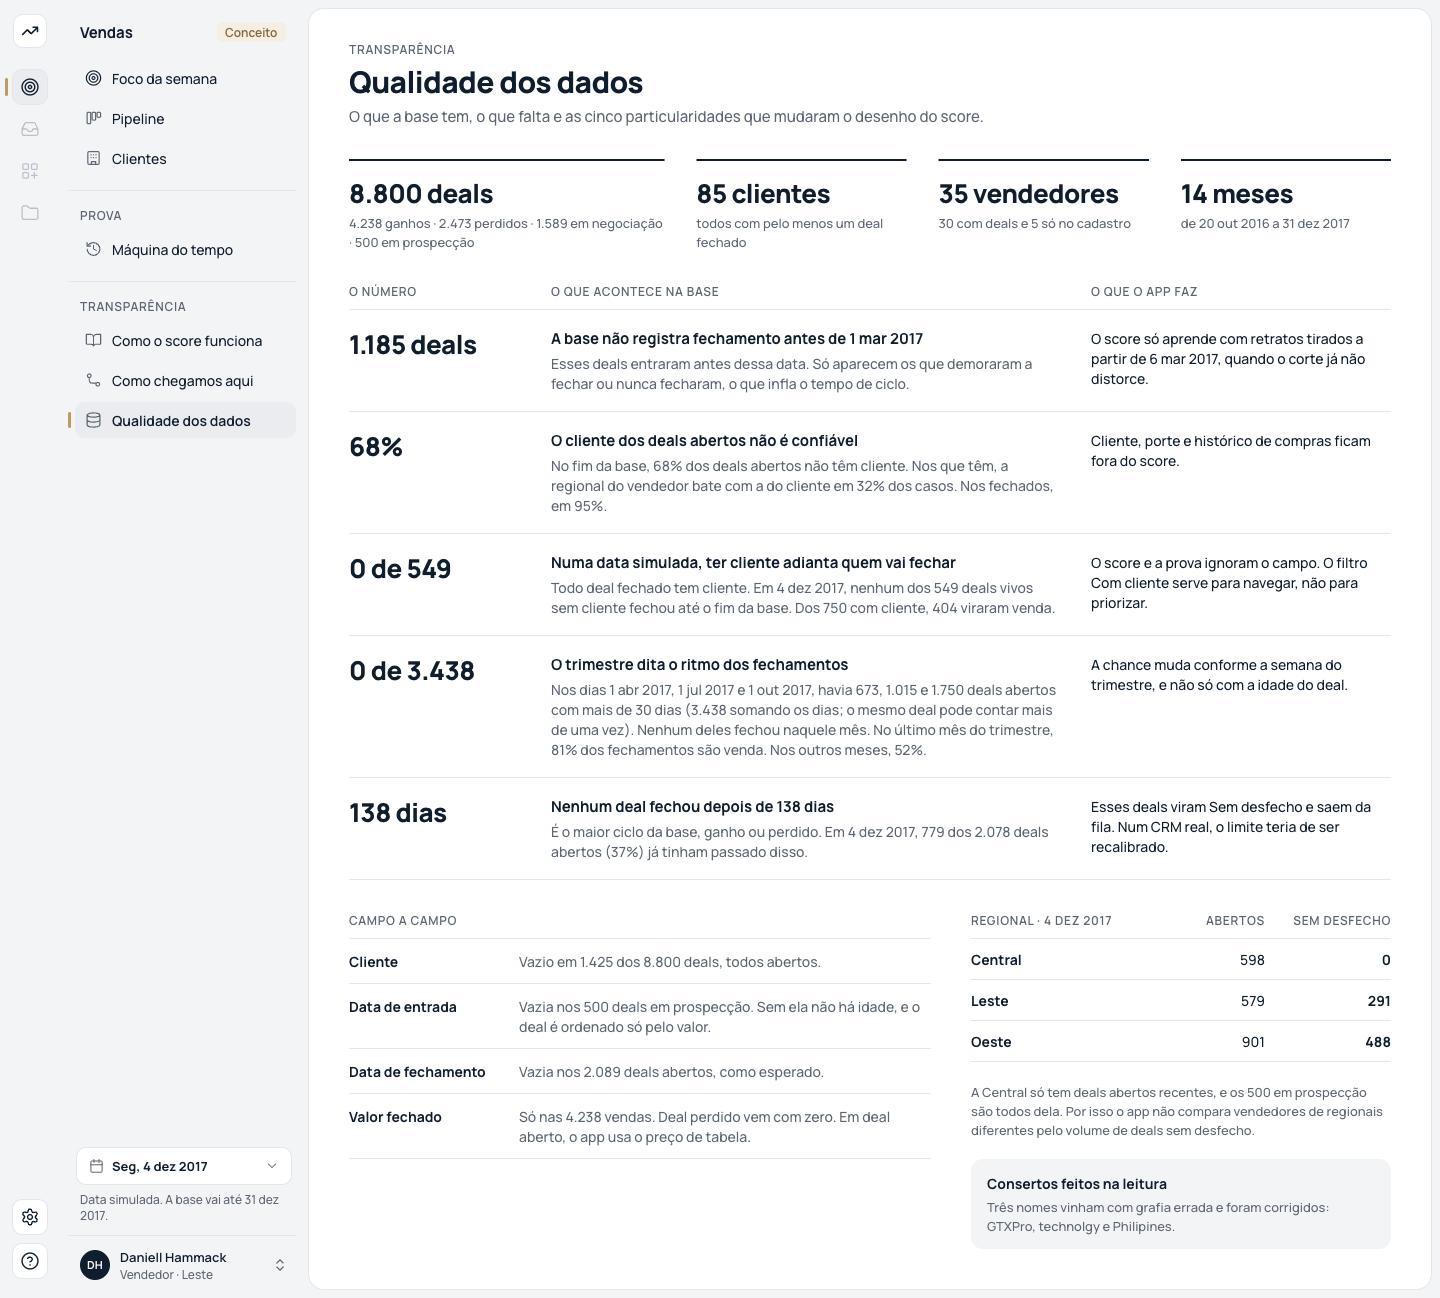 Vendas
Conceito
Foco da semana
Pipeline
Clientes
PROVA
Máquina do tempo
TRANSPARÊNCIA
Como o score funciona
Como chegamos aqui
Qualidade dos dados
Seg, 4 dez 2017
Data simulada. A base vai até 31 dez
2017.
DH
Daniell Hammack
Vendedor · Leste
TRANSPARÊNCIA
Qualidade dos dados
O que a base tem, o que falta e as cinco particularidades que mudaram o desenho do score.
8.800 deals
4.238 ganhos · 2.473 perdidos · 1.589 em negociação
· 500 em prospecção
85 clientes
todos com pelo menos um deal
fechado
35 vendedores
30 com deals e 5 só no cadastro
14 meses
de 20 out 2016 a 31 dez 2017
O NÚMERO
O QUE ACONTECE NA BASE
O QUE O APP FAZ
1.185 deals
A base não registra fechamento antes de 1 mar 2017
Esses deals entraram antes dessa data. Só aparecem os que demoraram a
fechar ou nunca fecharam, o que infla o tempo de ciclo.
O score só aprende com retratos tirados a
partir de 6 mar 2017, quando o corte já não
distorce.
68%
O cliente dos deals abertos não é confiável
No fim da base, 68% dos deals abertos não têm cliente. Nos que têm, a
regional do vendedor bate com a do cliente em 32% dos casos. Nos fechados,
em 95%.
Cliente, porte e histórico de compras ficam
fora do score.
0 de 549
Numa data simulada, ter cliente adianta quem vai fechar
Todo deal fechado tem cliente. Em 4 dez 2017, nenhum dos 549 deals vivos
sem cliente fechou até o fim da base. Dos 750 com cliente, 404 viraram venda.
O score e a prova ignoram o campo. O filtro
Com cliente serve para navegar, não para
priorizar.
0 de 3.438
O trimestre dita o ritmo dos fechamentos
Nos dias 1 abr 2017, 1 jul 2017 e 1 out 2017, havia 673, 1.015 e 1.750 deals abertos
com mais de 30 dias (3.438 somando os dias; o mesmo deal pode contar mais
de uma vez). Nenhum deles fechou naquele mês. No último mês do trimestre,
81% dos fechamentos são venda. Nos outros meses, 52%.
A chance muda conforme a semana do
trimestre, e não só com a idade do deal.
138 dias
Nenhum deal fechou depois de 138 dias
É o maior ciclo da base, ganho ou perdido. Em 4 dez 2017, 779 dos 2.078 deals
abertos (37%) já tinham passado disso.
Esses deals viram Sem desfecho e saem da
fila. Num CRM real, o limite teria de ser
recalibrado.
CAMPO A CAMPO
Cliente
Vazio em 1.425 dos 8.800 deals, todos abertos.
Data de entrada
Vazia nos 500 deals em prospecção. Sem ela não há idade, e o
deal é ordenado só pelo valor.
Data de fechamento
Vazia nos 2.089 deals abertos, como esperado.
Valor fechado
Só nas 4.238 vendas. Deal perdido vem com zero. Em deal
aberto, o app usa o preço de tabela.
REGIONAL · 4 DEZ 2017
ABERTOS
SEM DESFECHO
Central
598
0
Leste
579
291
Oeste
901
488
A Central só tem deals abertos recentes, e os 500 em prospecção
são todos dela. Por isso o app não compara vendedores de regionais
diferentes pelo volume de deals sem desfecho.
Consertos feitos na leitura
Três nomes vinham com grafia errada e foram corrigidos:
GTXPro, technolgy e Philipines.